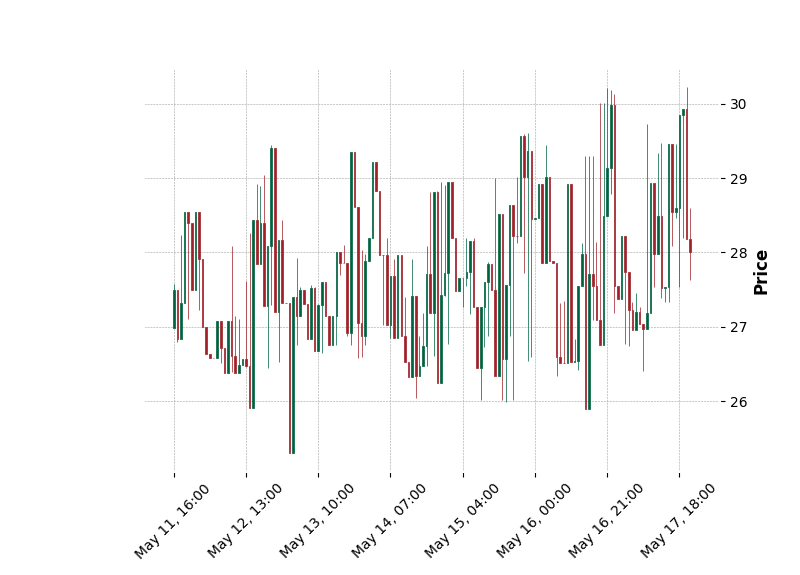 30
29
28
27
26
Price
May 11, 16:00
May 12, 13:00
May 13, 10:00
May 14, 07:00
May 15, 04:00
May 16, 00:00
May 16, 21:00
May 17, 18:00